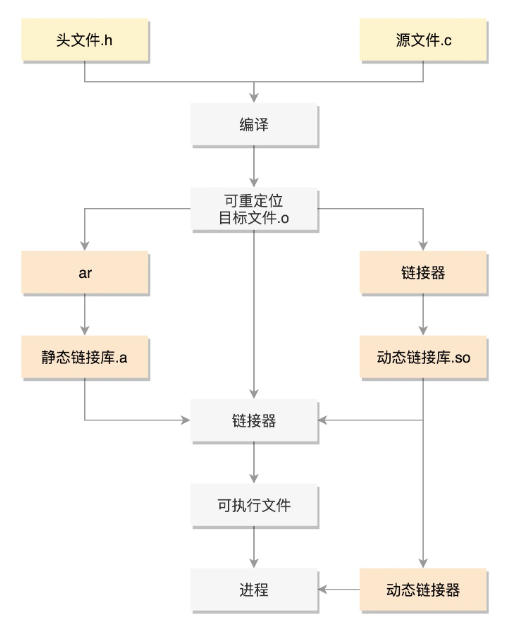 头文件.h
源文件.c
编译
可重定位
目标文件.o
ar
链接器
静态链接库.a
动态链接库.so
链接器
可执行文件
进程
动态链接器